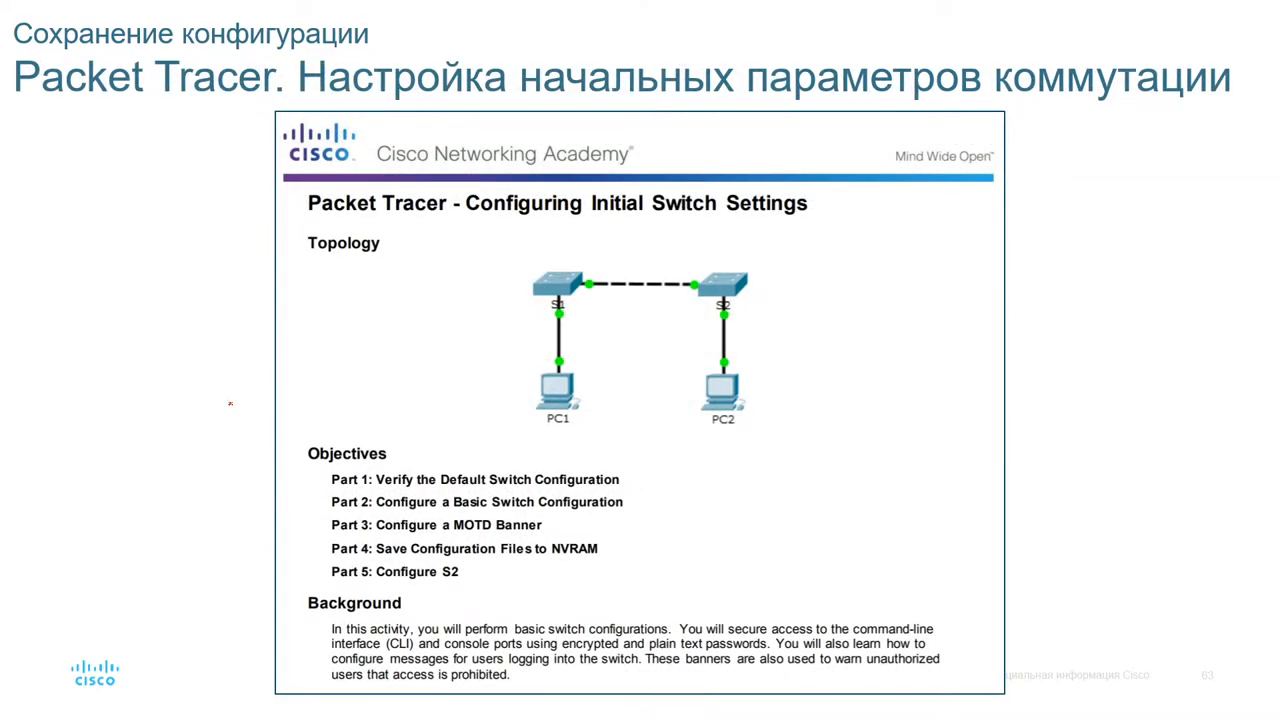 Сохранение конфигурации
Packet Tracer. Настройка начальных параметров коммутации
CISCO
Cisco Networking Academy®
Mind Wide Open™
Packet Tracer - Configuring Initial Switch Settings
Topology
S1
S2
PC1
PC2
Objectives
Part 1: Verify the Default Switch Configuration
Part 2: Configure a Basic Switch Configuration
Part 3: Configure a MOTD Banner
Part 4: Save Configuration Files to NVRAM
Part 5: Configure S2
Background
In this activity, you will perform basic switch configurations. You will secure access to the command-line
interface (CLI) and console ports using encrypted and plain text passwords. You will also learn how to
configure messages for users logging into the switch. These banners are also used to warn unauthorized
users that access is prohibited.
CISCO
информация Cisco
63